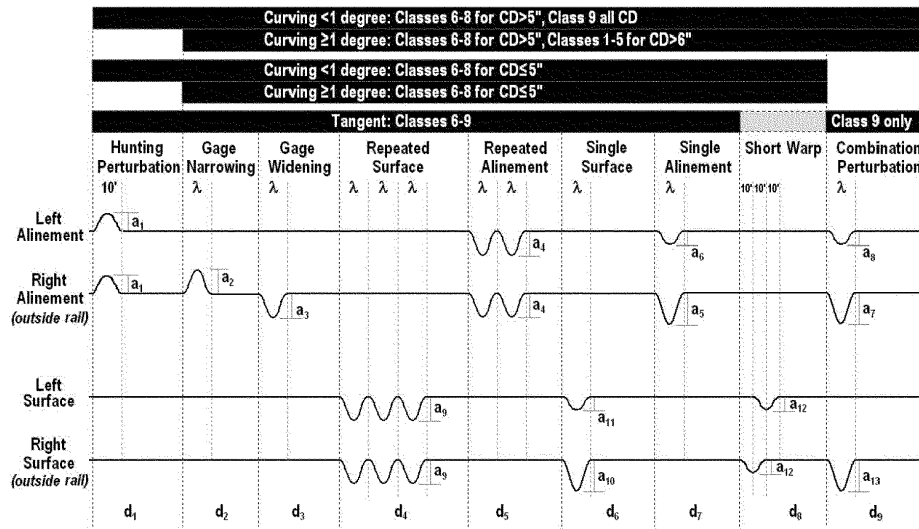 Curving <1 degree: Classes 6-8 for CD>5", Class 9 all CD
Curving ≥1 degree: Classes 6-8 for CD>5", Classes 1-5 for CD>6"
Curving <1 degree: Classes 6-8 for CD≤5"
Curving ≥1 degree: Classes 6-8 for CD≤5"
Tangent: Classes 6-9
Class 9 only
Hunting Perturbation
Gage Narrowing
Gage Widening
Repeated Surface
Repeated Alinement
Single Surface
Single Alinement
Short Warp
Combination Perturbation
10' λ λ λ λ λ λ λ λ λ 10' 10' 10' λ
Left Alinement
a1 a4 a6 a8
Right Alinement (outside rail)
a1 a2 a3 a4 a5 a7
Left Surface
a9 a11 a12
Right Surface (outside rail)
a9 a10 a12 a13
d1 d2 d3 d4 d5 d6 d7 d8 d9